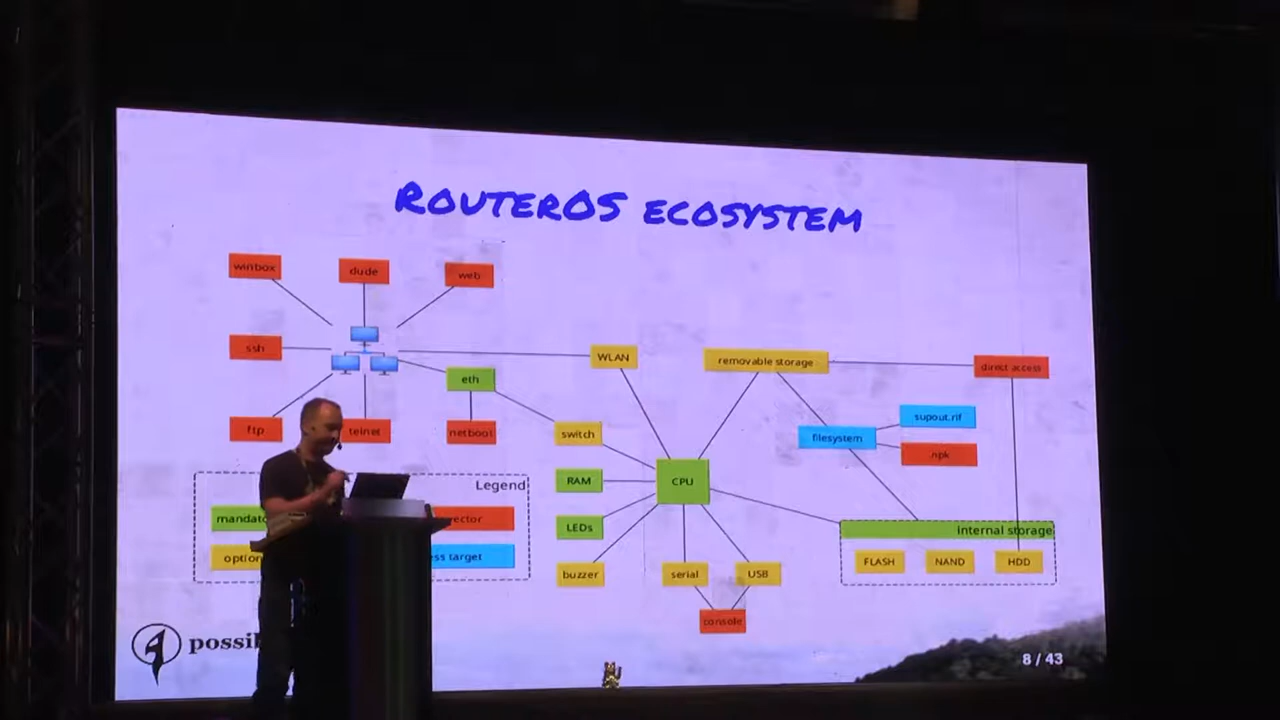 ROUTEROS ECOSYSTEM
winbox
dude
web
ssh
WLAN
removable storage
direct access
eth
supout.rif
ftp
telnet
netboot
switch
filesystem
.npk
RAM
CPU
Legend
LEDs
internal storage
buzzer
serial
USB
FLASH
NAND
HDD
console
target
8 / 43